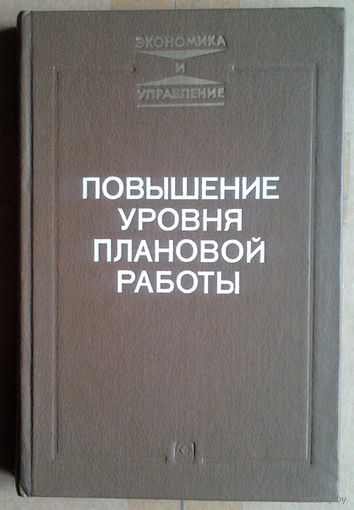 ЭКОНОМИКА
И
УПРАВЛЕНИЕ
ПОВЫШЕНИЕ
УРОВНЯ
ПЛАНОВОЙ
РАБОТЫ